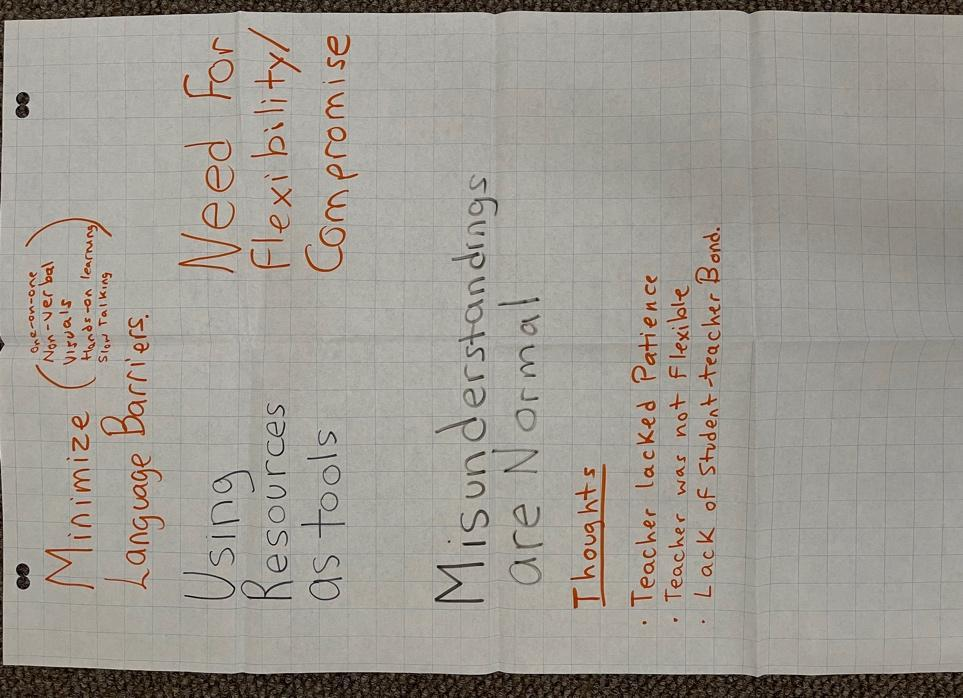 Minimize
Language Barriers.
(One-on-one
Non-verbal
Visuals
Hands-on learning
Slow Talking)
Using
Resources
as tools
Need for
Flexibility/
Compromise
Misunderstandings
are Normal
Thoughts
· Teacher lacked Patience
· Teacher was not Flexible
· Lack of Student-teacher Bond.